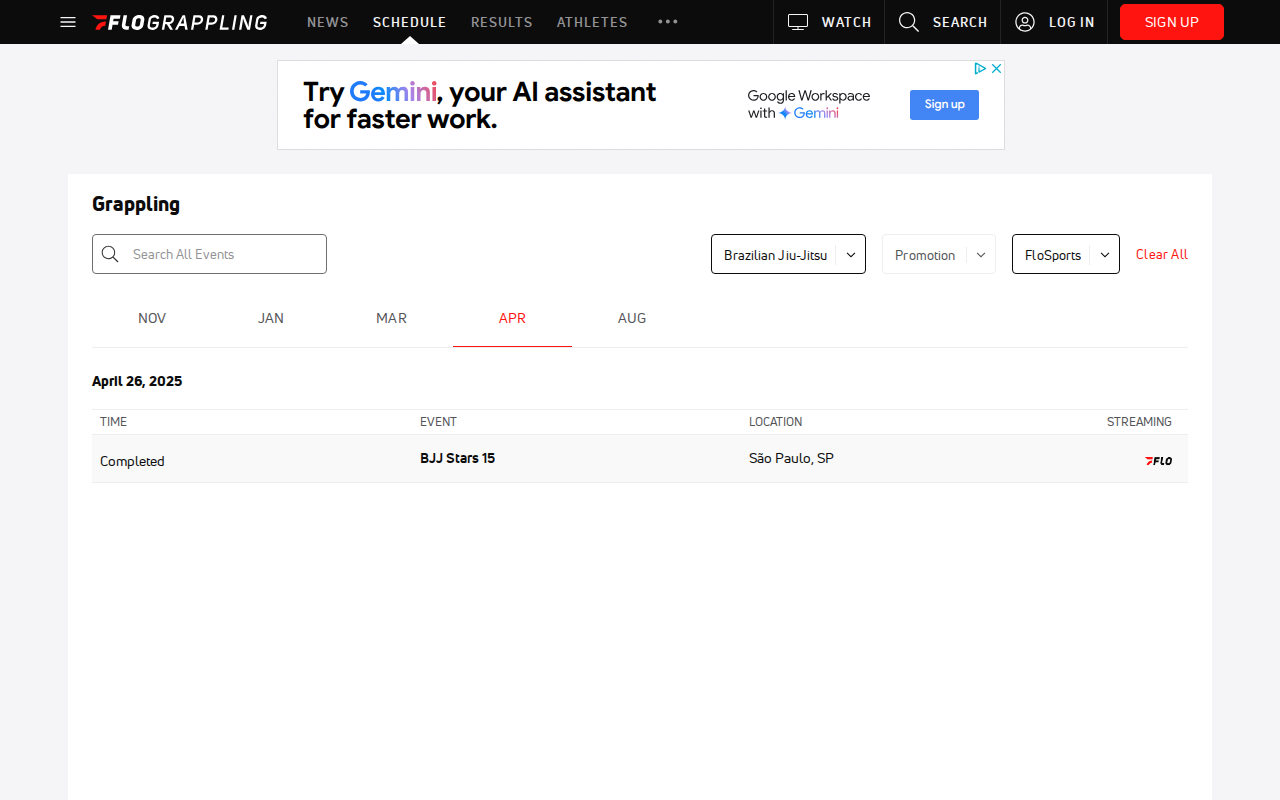 FLOGRAPPLING NEWS SCHEDULE RESULTS ATHLETES WATCH SEARCH LOG IN SIGN UP
Try Gemini, your AI assistant
for faster work.
Google Workspace
with Gemini
Sign up
Grappling
Search All Events Brazilian Jiu-Jitsu Promotion FloSports Clear All
NOV JAN MAR APR AUG
April 26, 2025
TIME EVENT LOCATION STREAMING
Completed BJJ Stars 15 São Paulo, SP FLO